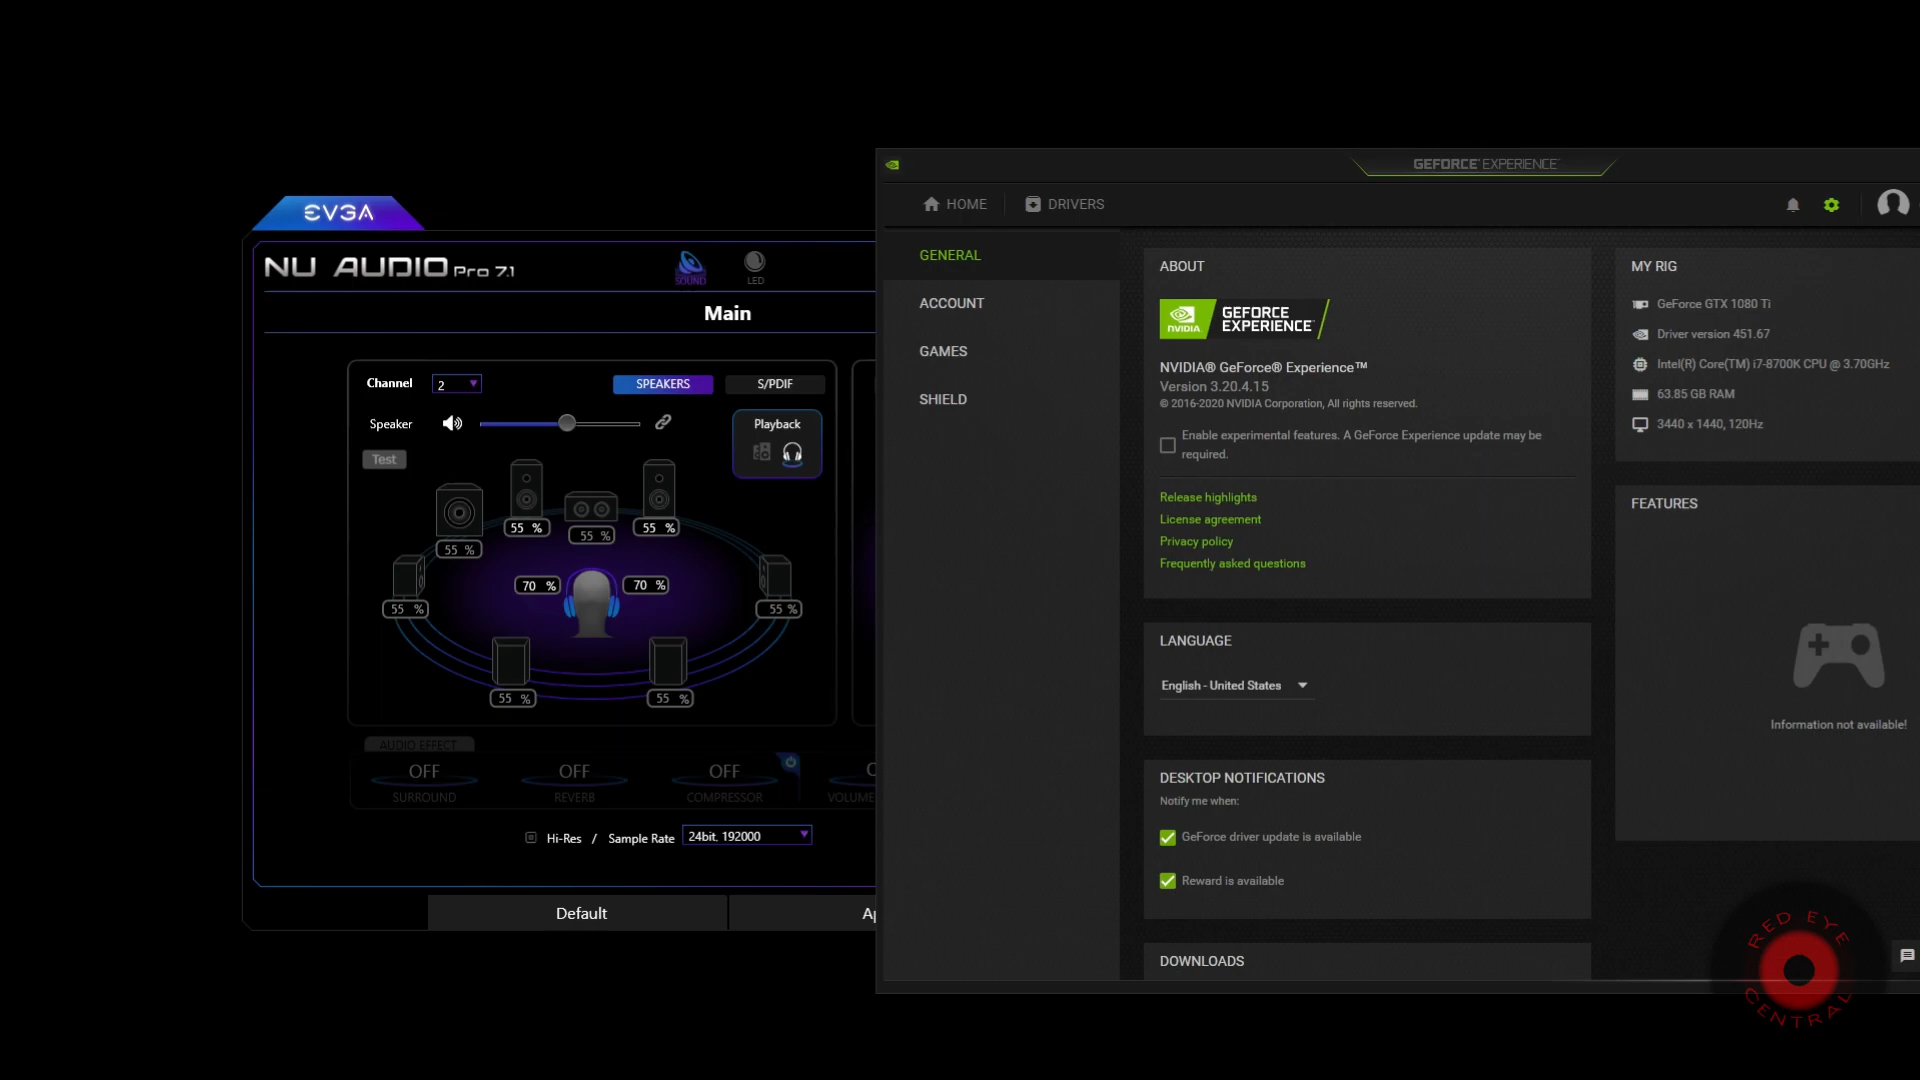 EVGA
NU AUDIO Pro 7.1
SOUND
LED
Main
Channel
2
SPEAKERS
S/PDIF
Speaker
Playback
Test
55 %
55 %
55 %
55 %
70 %
70 %
55 %
55 %
55 %
55 %
AUDIO EFFECT
OFF
OFF
OFF
SURROUND
REVERB
COMPRESSOR
VOLUME
Hi-Res / Sample Rate
24bit, 192000
Default
GEFORCE EXPERIENCE
HOME
DRIVERS
GENERAL
ACCOUNT
GAMES
SHIELD
ABOUT
NVIDIA
GEFORCE
EXPERIENCE
NVIDIA® GeForce® Experience™
Version 3.20.4.15
© 2016-2020 NVIDIA Corporation, All rights reserved.
Enable experimental features. A GeForce Experience update may be
required.
Release highlights
License agreement
Privacy policy
Frequently asked questions
LANGUAGE
English - United States
DESKTOP NOTIFICATIONS
Notify me when:
GeForce driver update is available
Reward is available
DOWNLOADS
MY RIG
GeForce GTX 1080 Ti
Driver version 451.67
Intel(R) Core(TM) i7-8700K CPU @ 3.70GHz
63.85 GB RAM
3440 x 1440, 120Hz
FEATURES
Information not available!
RED EYE
CENTRAL